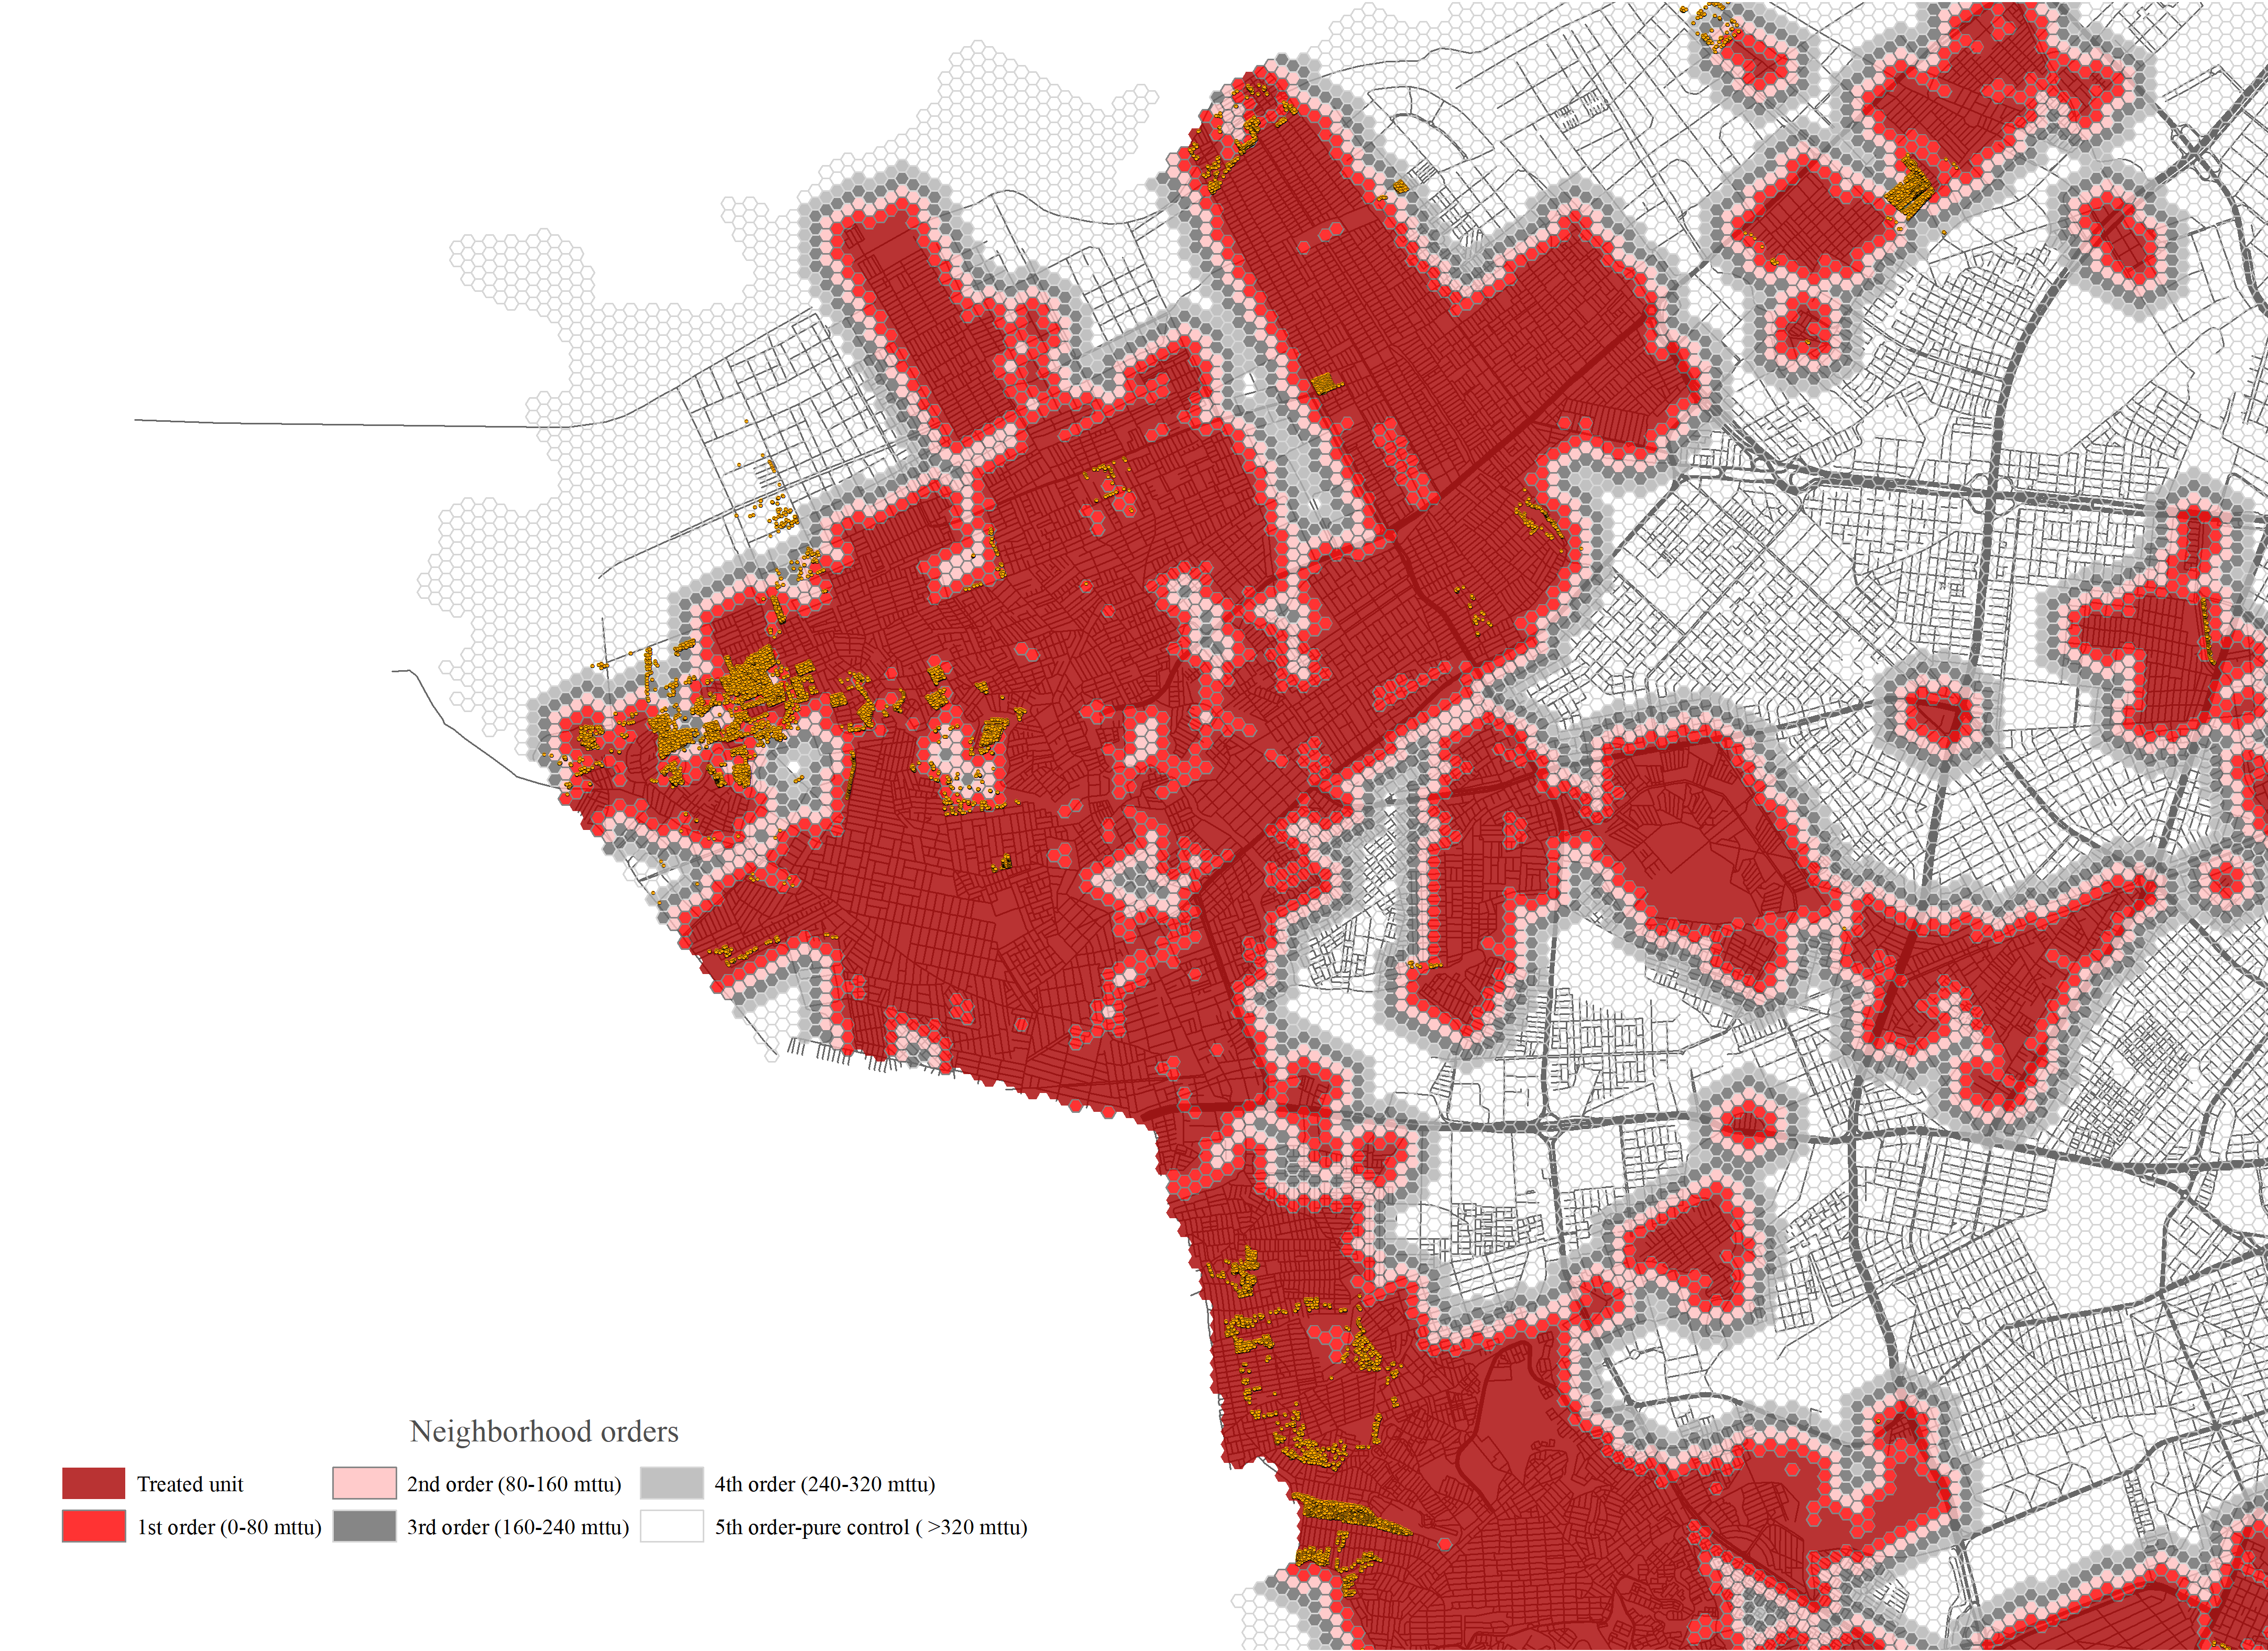 Neighborhood orders
Treated unit
2nd order (80-160 mttu)
4th order (240-320 mttu)
1st order (0-80 mttu)
3rd order (160-240 mttu)
5th order-pure control ( >320 mttu)